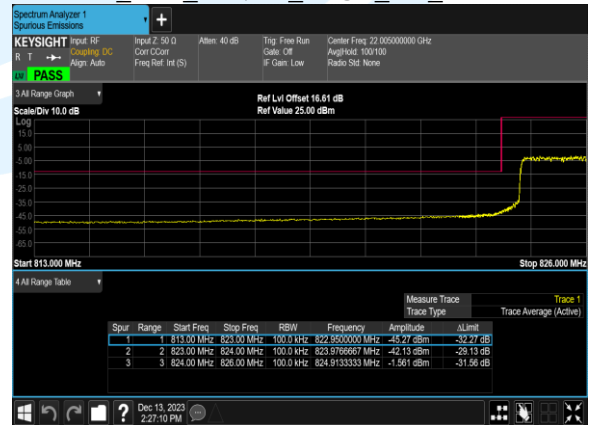 Spectrum Analyzer 1
Spurious Emissions
KEYSIGHT Input: RF Input Z: 50 Ω Atten: 40 dB Trig: Free Run Center Freq: 22.005000000 GHz
R T Coupling: DC Corr CCorr Gate: Off Avg|Hold: 100/100
Align: Auto Freq Ref: Int (S) IF Gain: Low Radio Std: None
PASS
3 All Range Graph
Ref Lvl Offset 16.61 dB
Scale/Div 10.0 dB Ref Value 25.00 dBm
Log
15.0
5.00
-5.00
-15.0
-25.0
-35.0
-45.0
-55.0
-65.0
Start 813.000 MHz Stop 826.000 MHz
4 All Range Table
Measure Trace Trace 1
Trace Type Trace Average (Active)
Spur Range Start Freq Stop Freq RBW Frequency Amplitude ΔLimit
1 1 813.00 MHz 823.00 MHz 100.0 kHz 822.9500000 MHz -45.27 dBm -32.27 dB
2 2 823.00 MHz 824.00 MHz 100.0 kHz 823.9766667 MHz -42.13 dBm -29.13 dB
3 3 824.00 MHz 826.00 MHz 100.0 kHz 824.9133333 MHz -1.561 dBm -31.56 dB
? Dec 13, 2023
2:27:10 PM